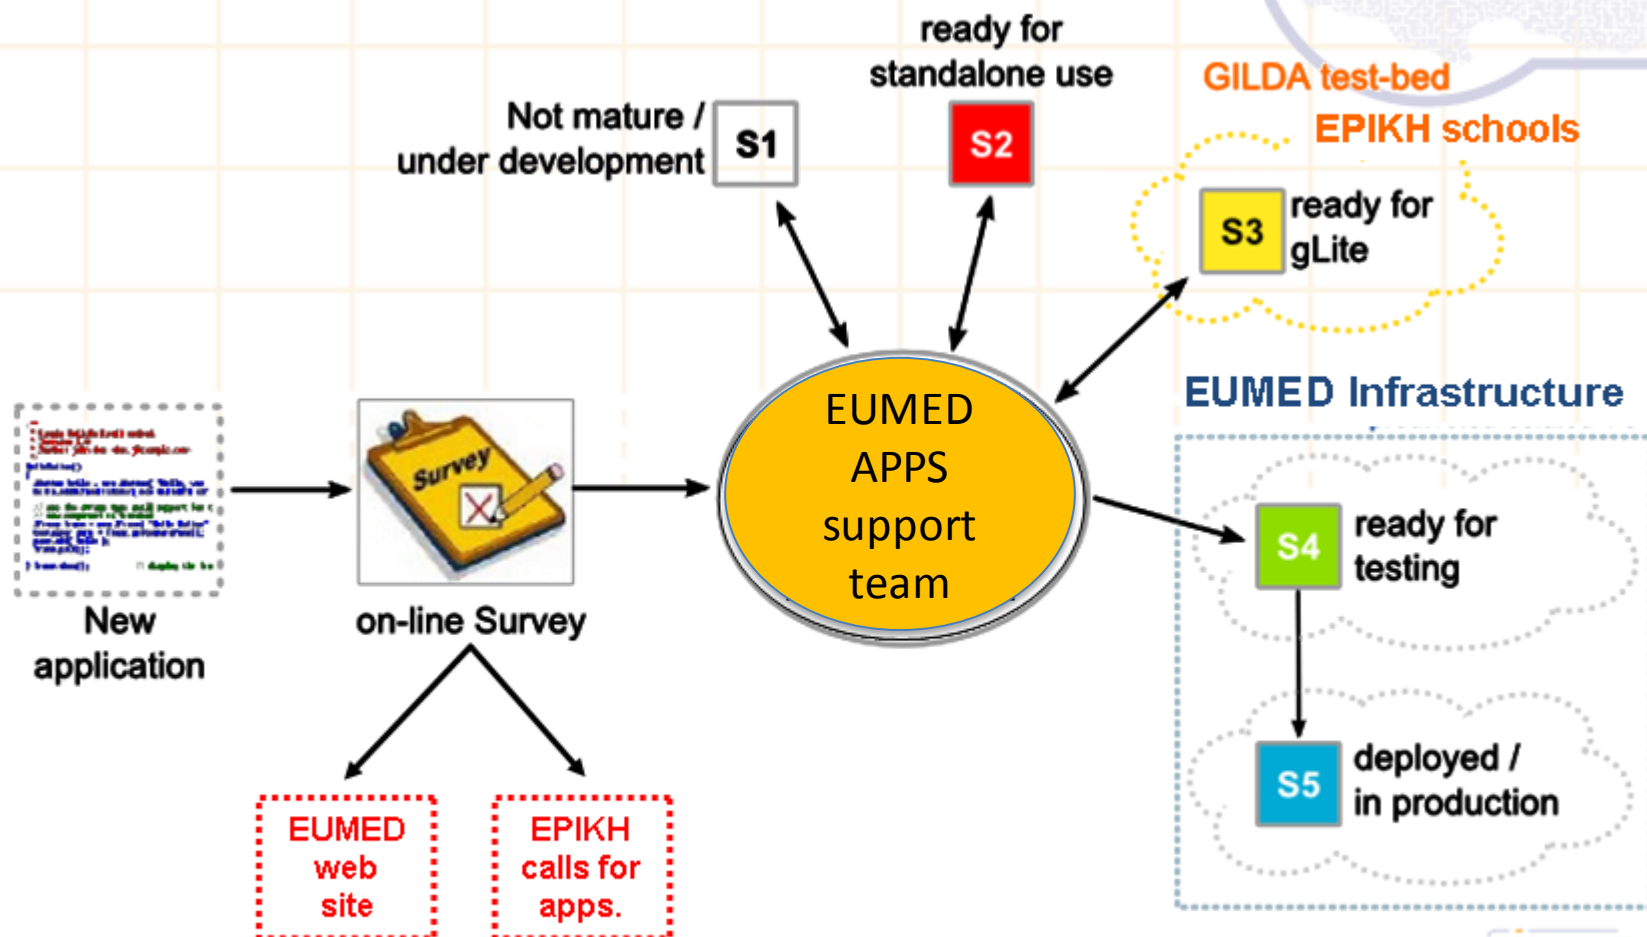 ready for
standalone use
GILDA test-bed
EPIKH schools
Not mature /
under development
S1
S2
S3
ready for
gLite
EUMED Infrastructure
EUMED
APPS
support
team
Survey
New
application
on-line Survey
S4
ready for
testing
S5
deployed /
in production
EUMED
web
site
EPIKH
calls for
apps.